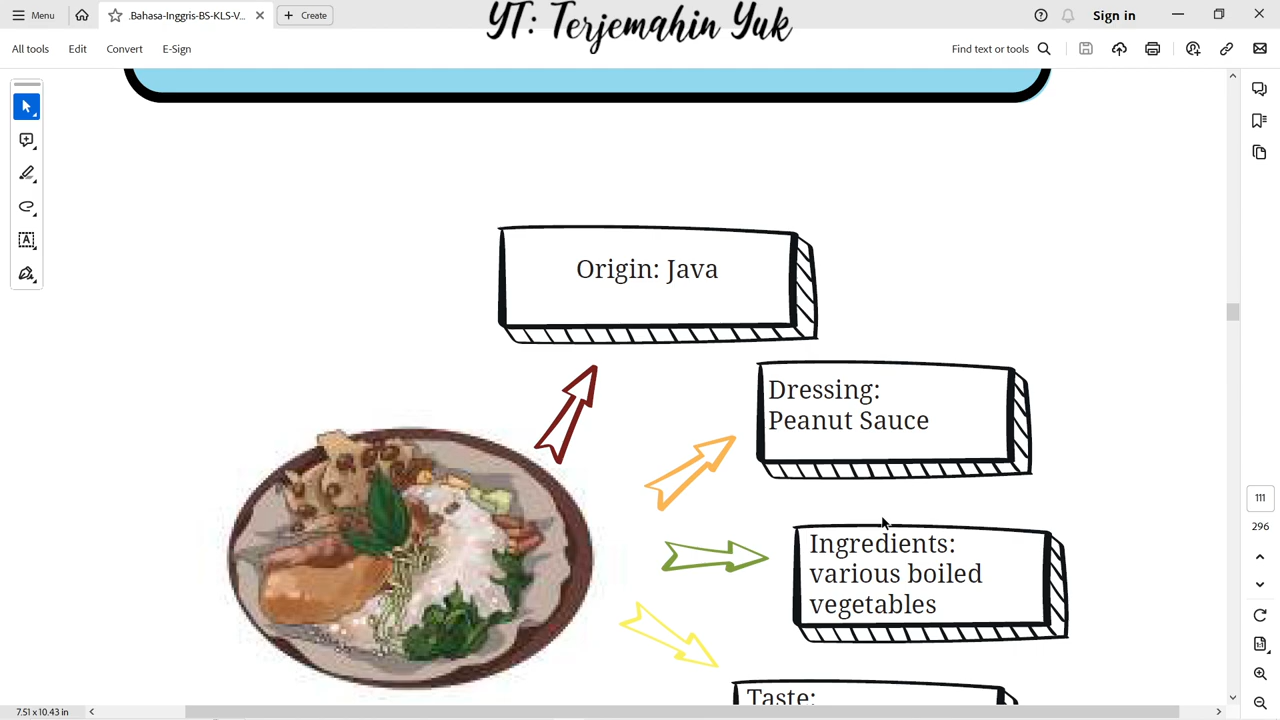 Menu
.Bahasa-Inggris-BS-KLS-V...
Create
YT: Terjemahin Yuk
Sign in
All tools
Edit
Convert
E-Sign
Find text or tools
Origin: Java
Dressing:
Peanut Sauce
Ingredients:
various boiled
vegetables
Taste:
111
296
7.51 x 10.43 in